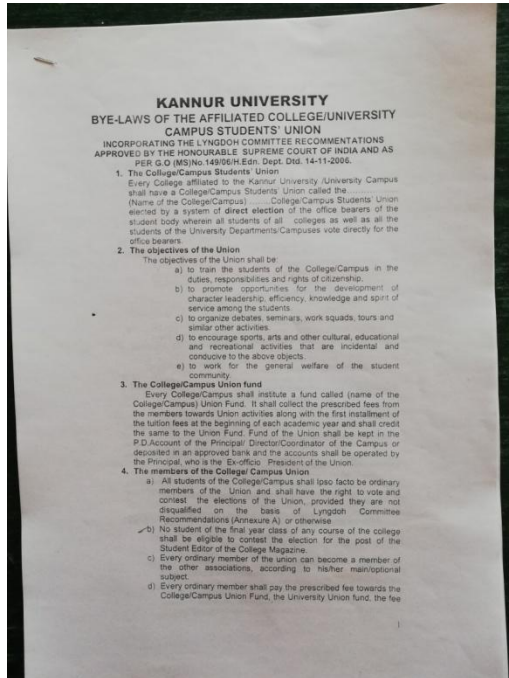 KANNUR UNIVERSITY
BYE-LAWS OF THE AFFILIATED COLLEGE/UNIVERSITY
CAMPUS STUDENTS' UNION
INCORPORATING THE LYNGDOH COMMITTEE RECOMMENTATIONS
APPROVED BY THE HONOURABLE SUPREME COURT OF INDIA AND AS
PER G.O (MS)No.149/06/H.Edn. Dept. Dtd. 14-11-2006.
1. The College/Campus Students' Union
Every College affiliated to the Kannur University /University Campus
shall have a College/Campus Students' Union called the................
(Name of the College/Campus) ........College/Campus Students' Union
elected by a system of direct election of the office bearers of the
student body wherein all students of all colleges as well as all the
students of the University Departments/Campuses vote directly for the
office bearers.
2. The objectives of the Union
The objectives of the Union shall be:
a) to train the students of the College/Campus in the
duties, responsibilities and rights of citizenship.
b) to promote opportunities for the development of
character leadership, efficiency, knowledge and spirit of
service among the students.
c) to organize debates, seminars, work squads, tours and
similar other activities.
d) to encourage sports, arts and other cultural, educational
and recreational activities that are incidental and
conducive to the above objects.
e) to work for the general welfare of the student
community.
3. The College/Campus Union fund
Every College/Campus shall institute a fund called (name of the
College/Campus) Union Fund. It shall collect the prescribed fees from
the members towards Union activities along with the first installment of
the tuition fees at the beginning of each academic year and shall credit
the same to the Union Fund. Fund of the Union shall be kept in the
P.D.Account of the Principal/ Director/Coordinator of the Campus or
deposited in an approved bank and the accounts shall be operated by
the Principal, who is the Ex-officio President of the Union.
4. The members of the College/ Campus Union
a) All students of the College/Campus shall Ipso facto be ordinary
members of the Union and shall have the right to vote and
contest the elections of the Union, provided they are not
disqualified on the basis of Lyngdoh Committee
Recommendations (Annexure A) or otherwise
b) No student of the final year class of any course of the college
shall be eligible to contest the election for the post of the
Student Editor of the College Magazine.
c) Every ordinary member of the union can become a member of
the other associations, according to his/her main/optional
subject.
d) Every ordinary member shall pay the prescribed fee towards the
College/Campus Union Fund, the University Union fund, the fee
1